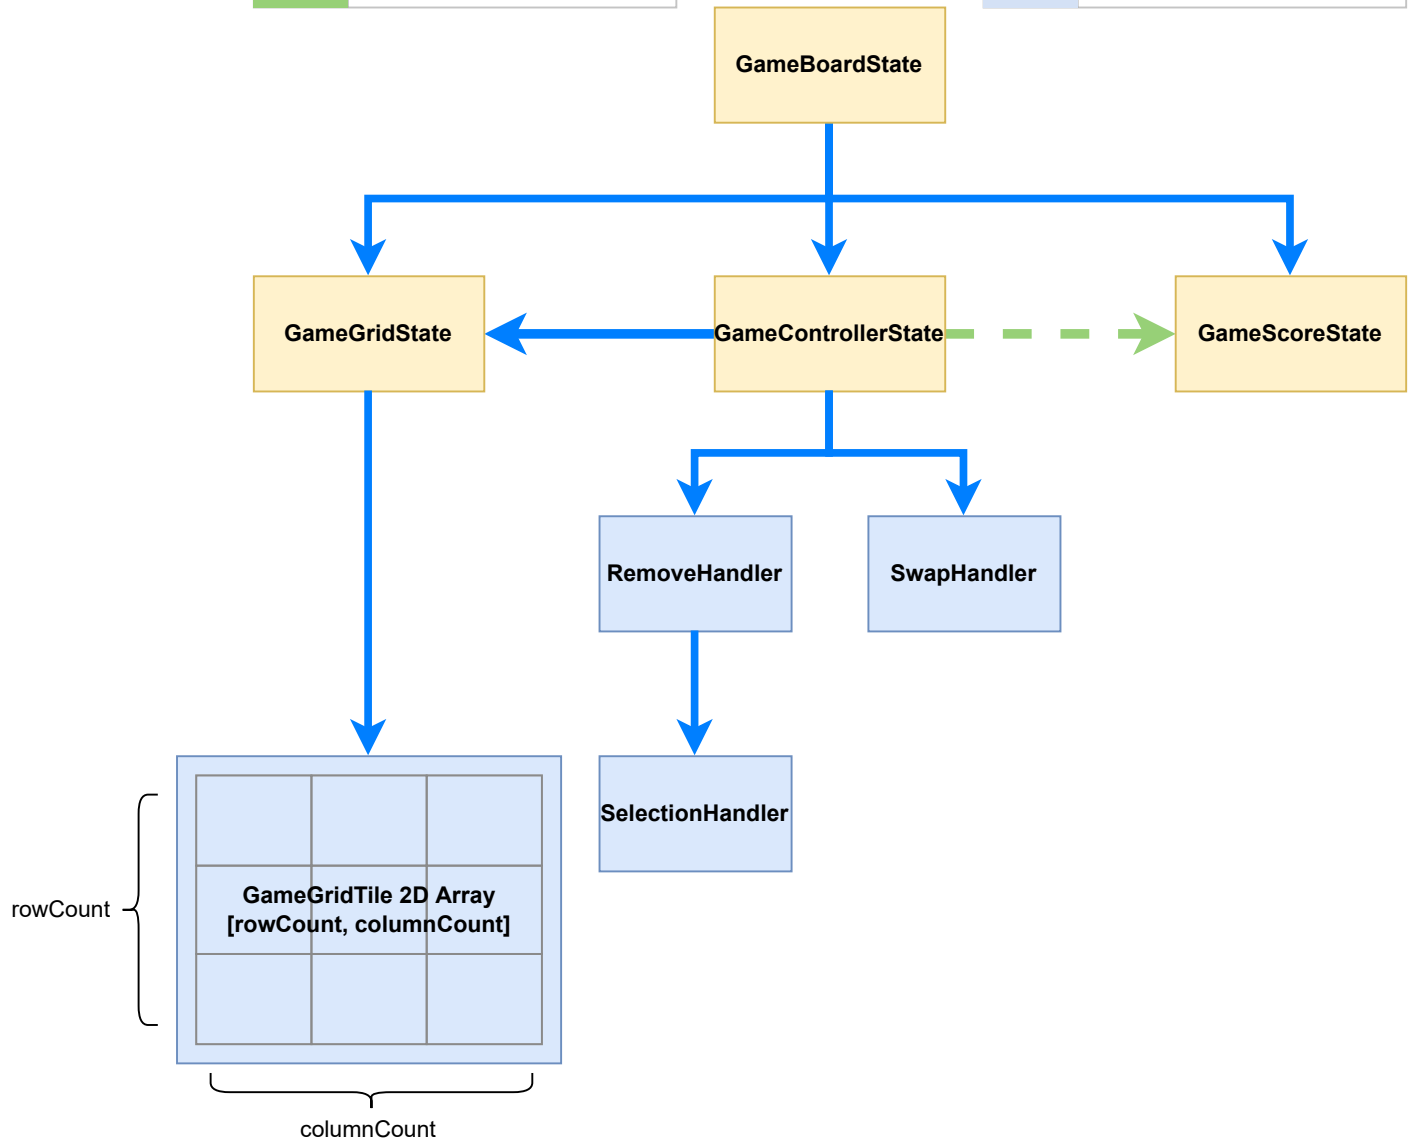 GameBoardState
GameGridState
GameControllerState
GameScoreState
RemoveHandler
SwapHandler
SelectionHandler
rowCount
GameGridTile 2D Array
[rowCount, columnCount]
columnCount